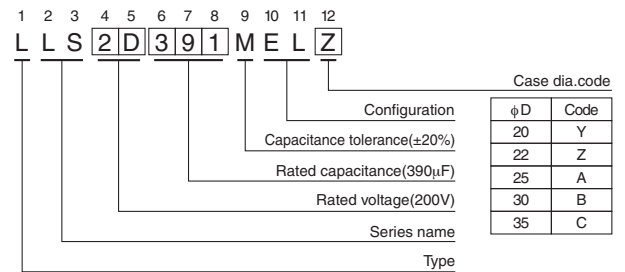 1 2 3 4 5 6 7 8 9 10 11 12
L L S 2 D 3 9 1 M E L Z
Case dia.code
Configuration
Capacitance tolerance(±20%)
Rated capacitance(390μF)
Rated voltage(200V)
Series name
Type
φD Code
20 Y
22 Z
25 A
30 B
35 C